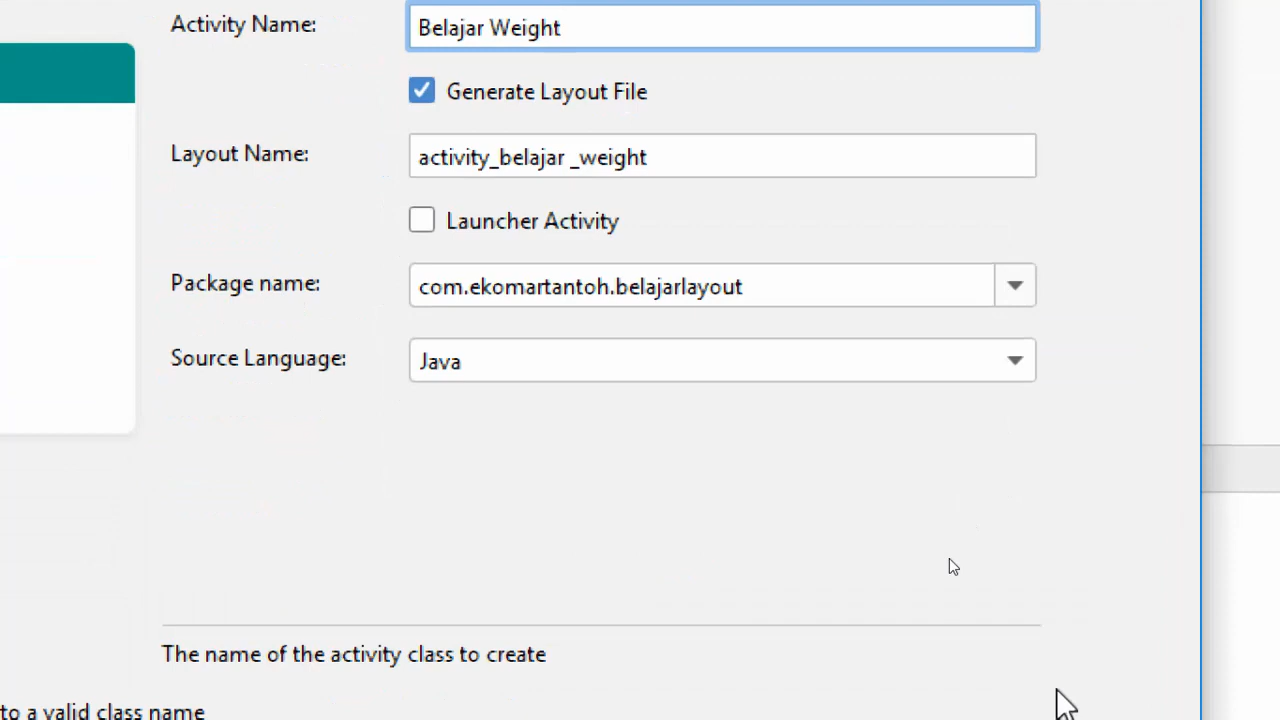 Activity Name:
Belajar Weight
Generate Layout File
Layout Name:
activity_belajar _weight
Launcher Activity
Package name:
com.ekomartantoh.belajarlayout
Source Language:
Java
The name of the activity class to create
to a valid class name